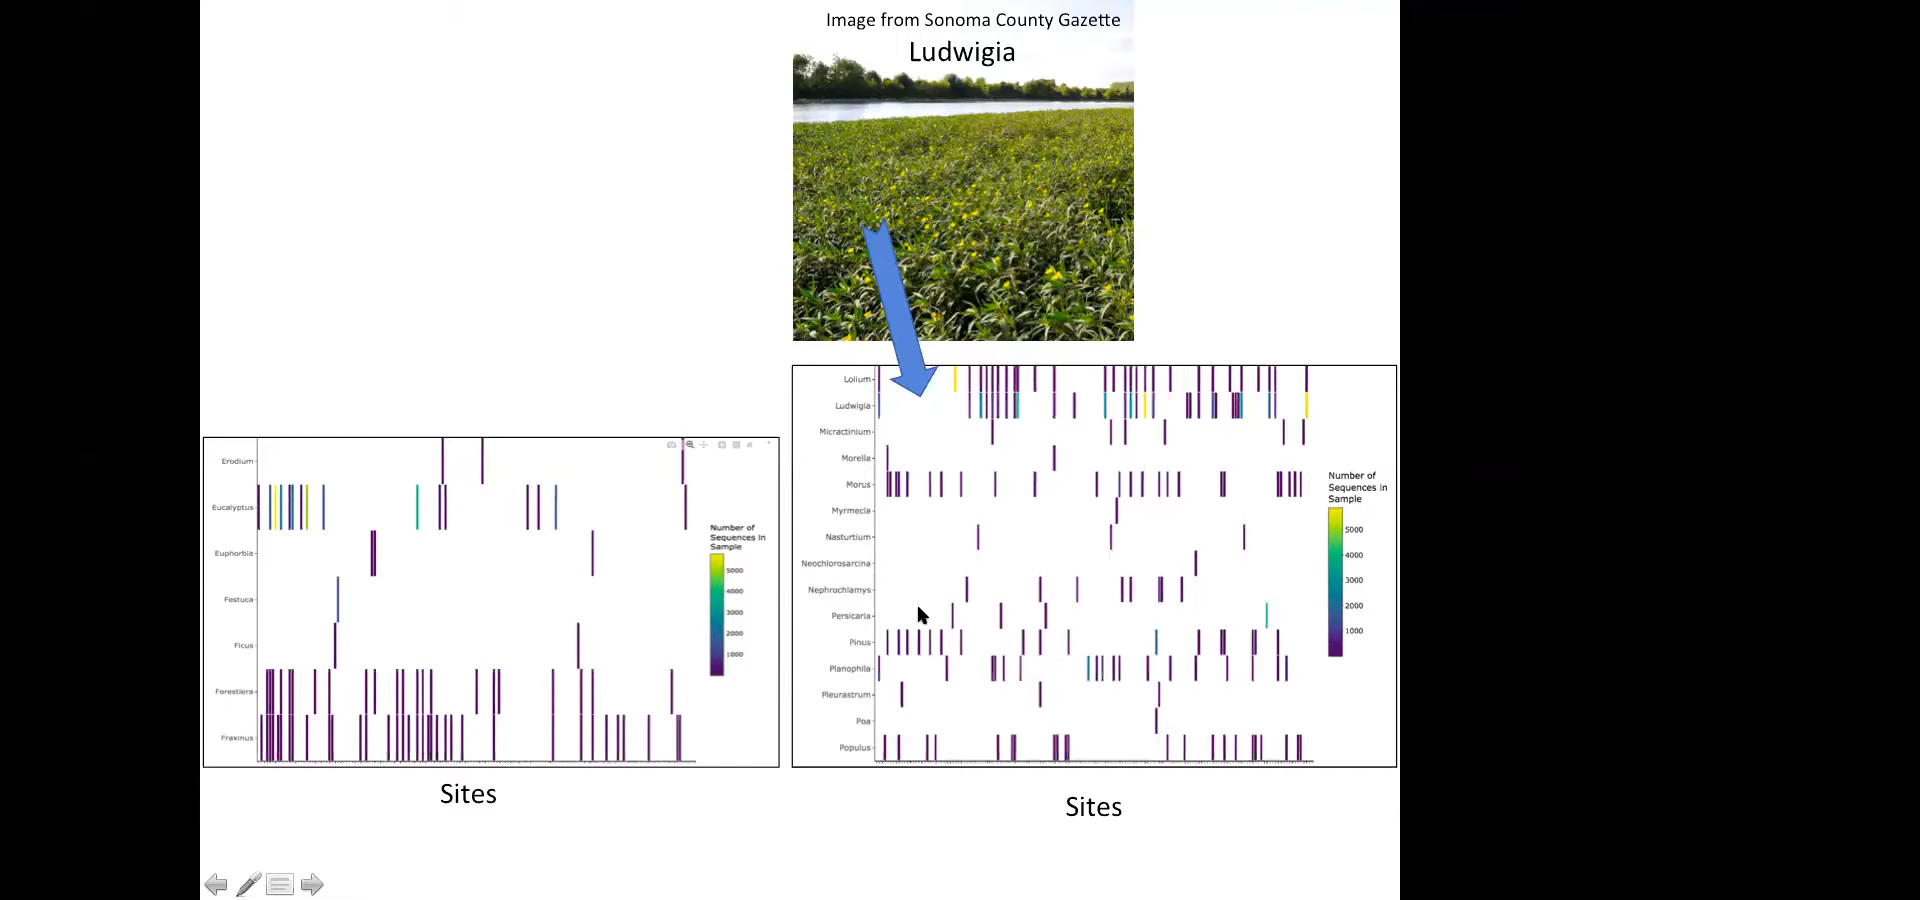 Image from Sonoma County Gazette
Ludwigia
Erodium
Eucalyptus
Euphorbia
Festuca
Ficus
Forestiera
Fraxinus
Number of
Sequences in
Sample
5000
4000
3000
2000
1000
Sites
Lolium
Ludwigia
Micractinium
Morella
Morus
Myrmecia
Nasturtium
Neochlorosarcina
Nephrochlamys
Persicaria
Pinus
Planophila
Pleurastrum
Poa
Populus
Number of
Sequences in
Sample
5000
4000
3000
2000
1000
Sites